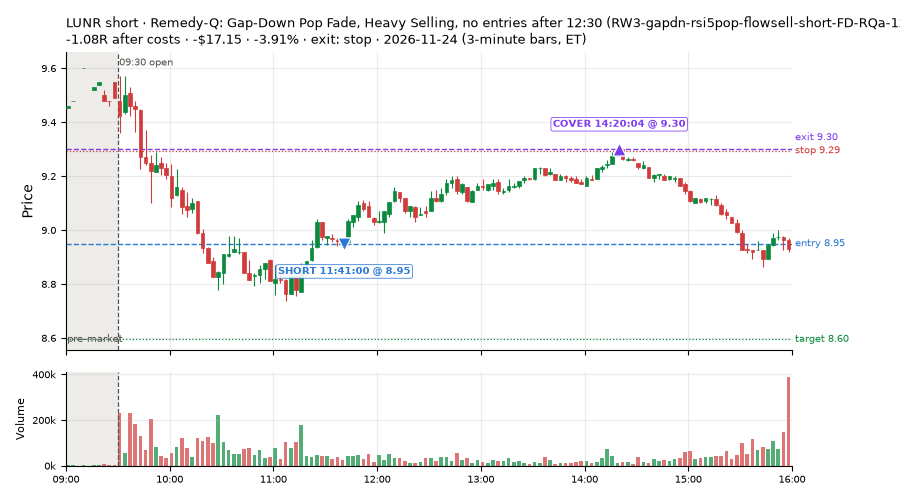 LUNR short · Remedy-Q: Gap-Down Pop Fade, Heavy Selling, no entries after 12:30 (RW3-gapdn-rsi5pop-flowsell-short-FD-RQa-1
-1.08R after costs · -$17.15 · -3.91% · exit: stop · 2026-11-24 (3-minute bars, ET)
09:30 open
9.6
9.4
9.2
9.0
8.8
8.6
Price
COVER 14:20:04 @ 9.30
exit 9.30
stop 9.29
entry 8.95
SHORT 11:41:00 @ 8.95
pre-market
target 8.60
400k
200k
0k
Volume
09:00 10:00 11:00 12:00 13:00 14:00 15:00 16:00